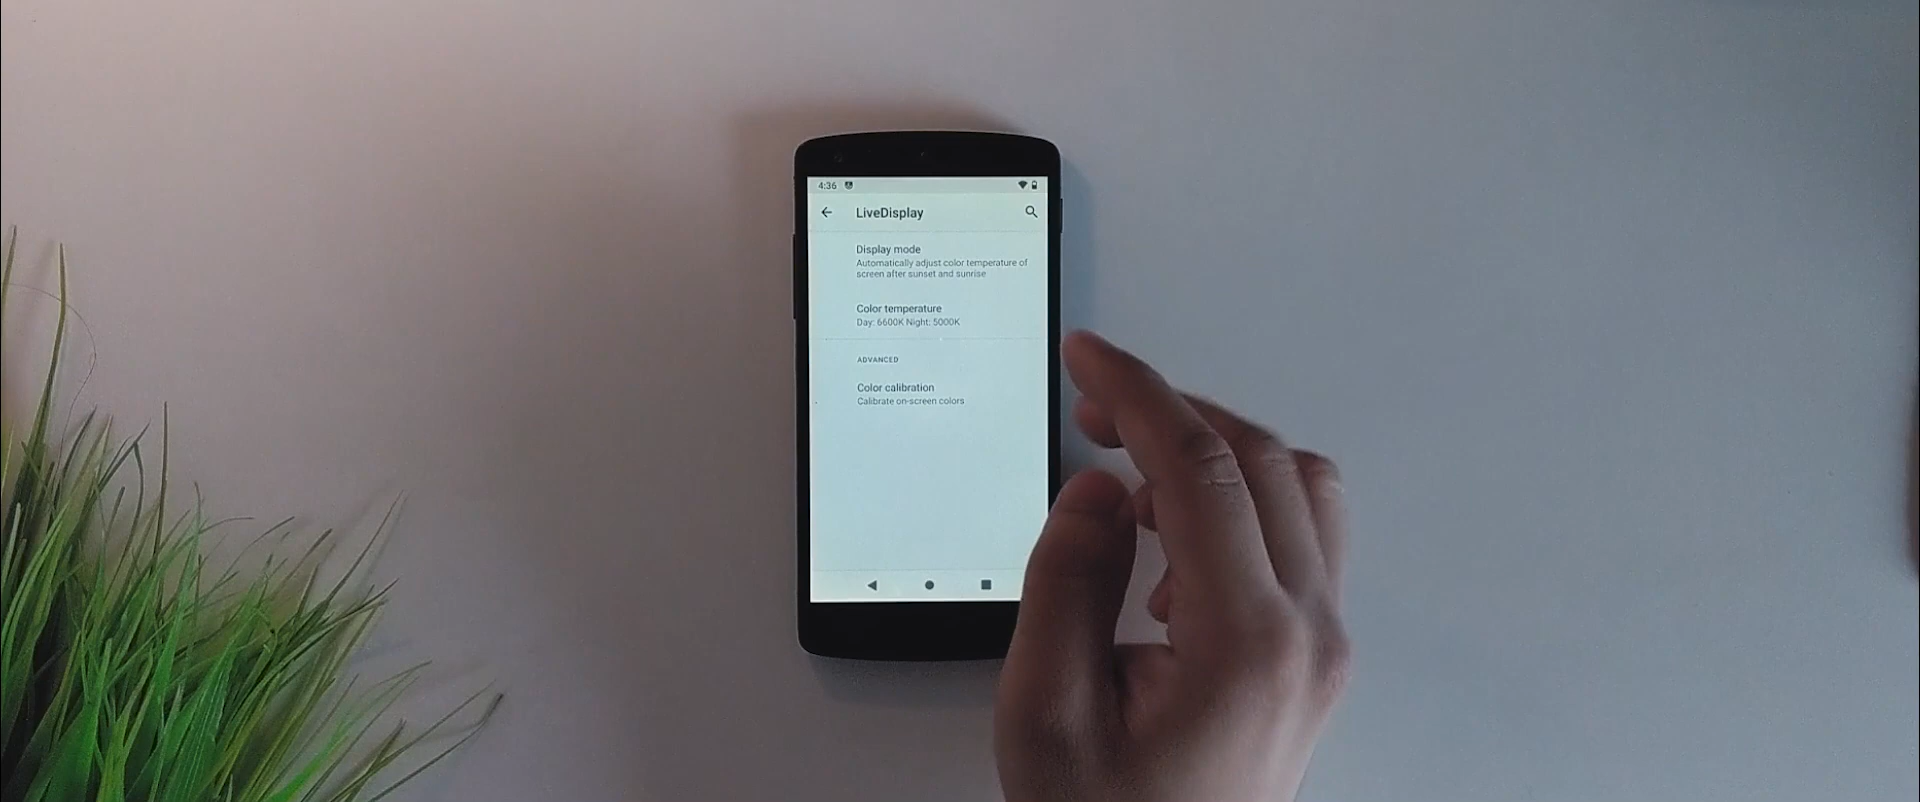 4:36
LiveDisplay
Display mode
Automatically adjust color temperature of
screen after sunset and sunrise
Color temperature
Day: 6600K Night: 5000K
ADVANCED
Color calibration
Calibrate on-screen colors